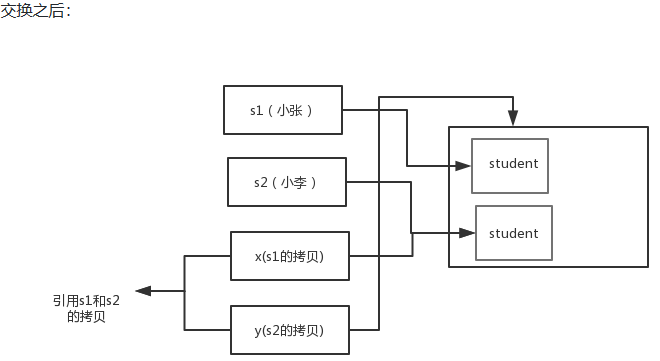 交换之后：
s1（小张）
student
s2（小李）
student
x(s1的拷贝)
引用s1和s2
的拷贝
y(s2的拷贝)